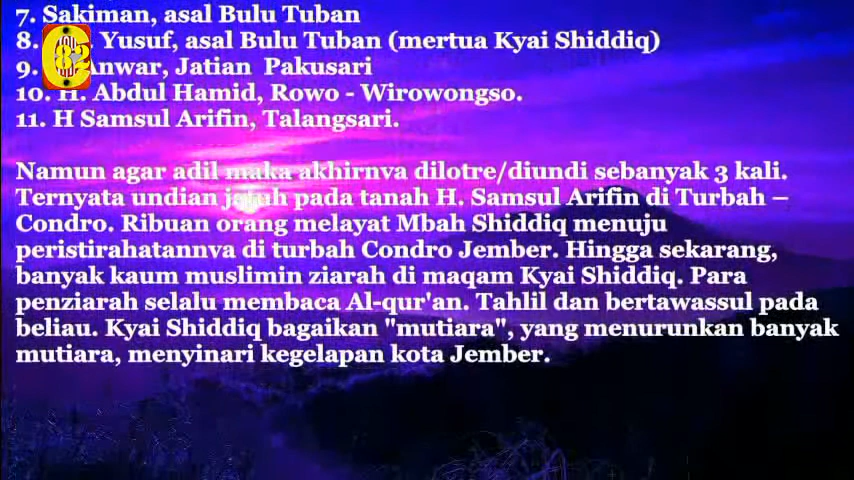 7. Sakiman, asal Bulu Tuban
8. Yusuf, asal Bulu Tuban (mertua Kyai Shiddiq)
9. Anwar, Jatian Pakusari
10. H. Abdul Hamid, Rowo - Wirowongso.
11. H Samsul Arifin, Talangsari.
Namun agar adil maka akhirnva dilotre/diundi sebanyak 3 kali.
Ternyata undian jatuh pada tanah H. Samsul Arifin di Turbah –
Condro. Ribuan orang melayat Mbah Shiddiq menuju
peristirahatannva di turbah Condro Jember. Hingga sekarang,
banyak kaum muslimin ziarah di maqam Kyai Shiddiq. Para
penziarah selalu membaca Al-qur'an. Tahlil dan bertawassul pada
beliau. Kyai Shiddiq bagaikan "mutiara", yang menurunkan banyak
mutiara, menyinari kegelapan kota Jember.